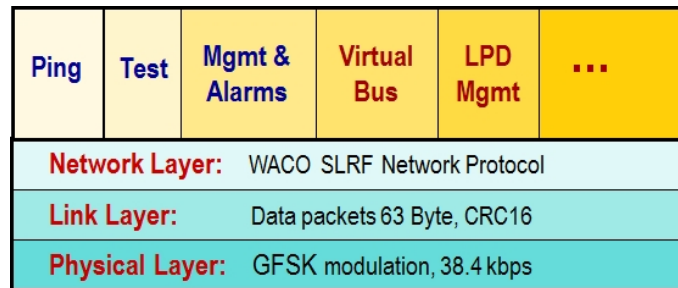 Ping
Test
Mgmt &
Alarms
Virtual
Bus
LPD
Mgmt
...
Network Layer: WACO SLRF Network Protocol
Link Layer: Data packets 63 Byte, CRC16
Physical Layer: GFSK modulation, 38.4 kbps